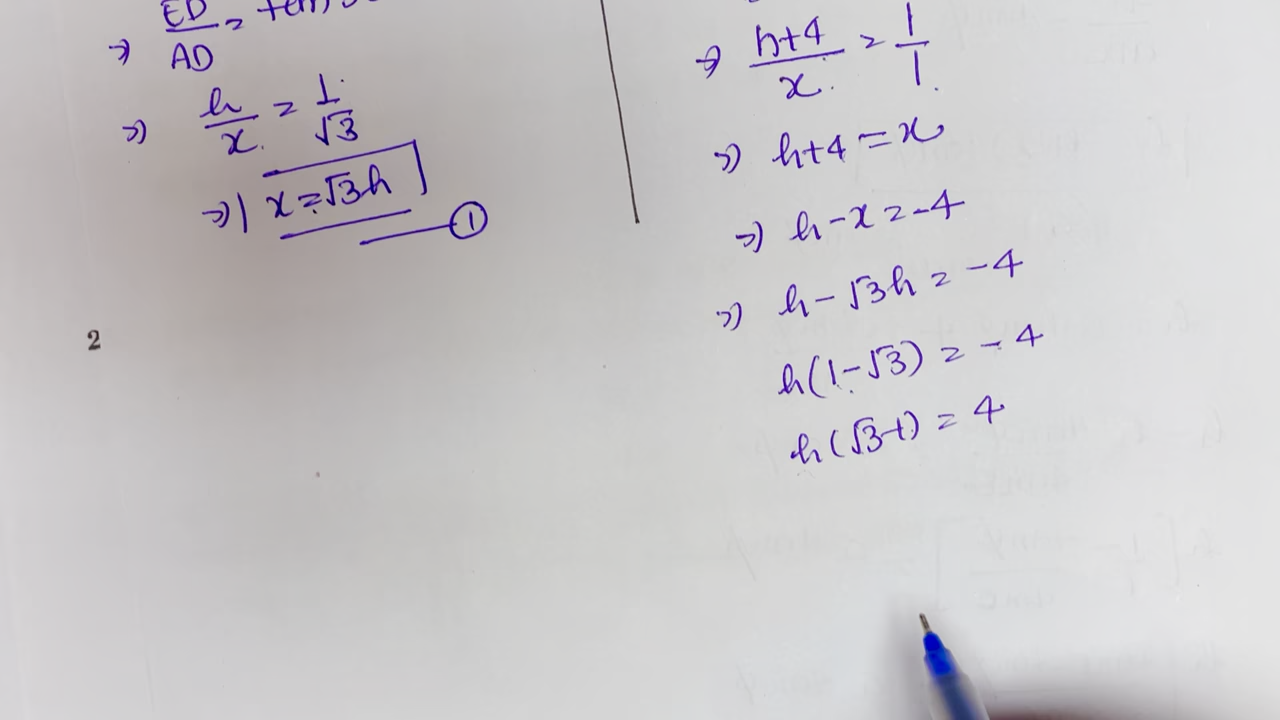 ⇒ ED/AD =
⇒ h/x = 1/√3
⇒ x = √3h — ①
2
⇒ h+4/x = 1/1
⇒ h+4 = x
⇒ h-x = -4
⇒ h-√3h = -4
h(1-√3) = -4
h(√3-1) = 4